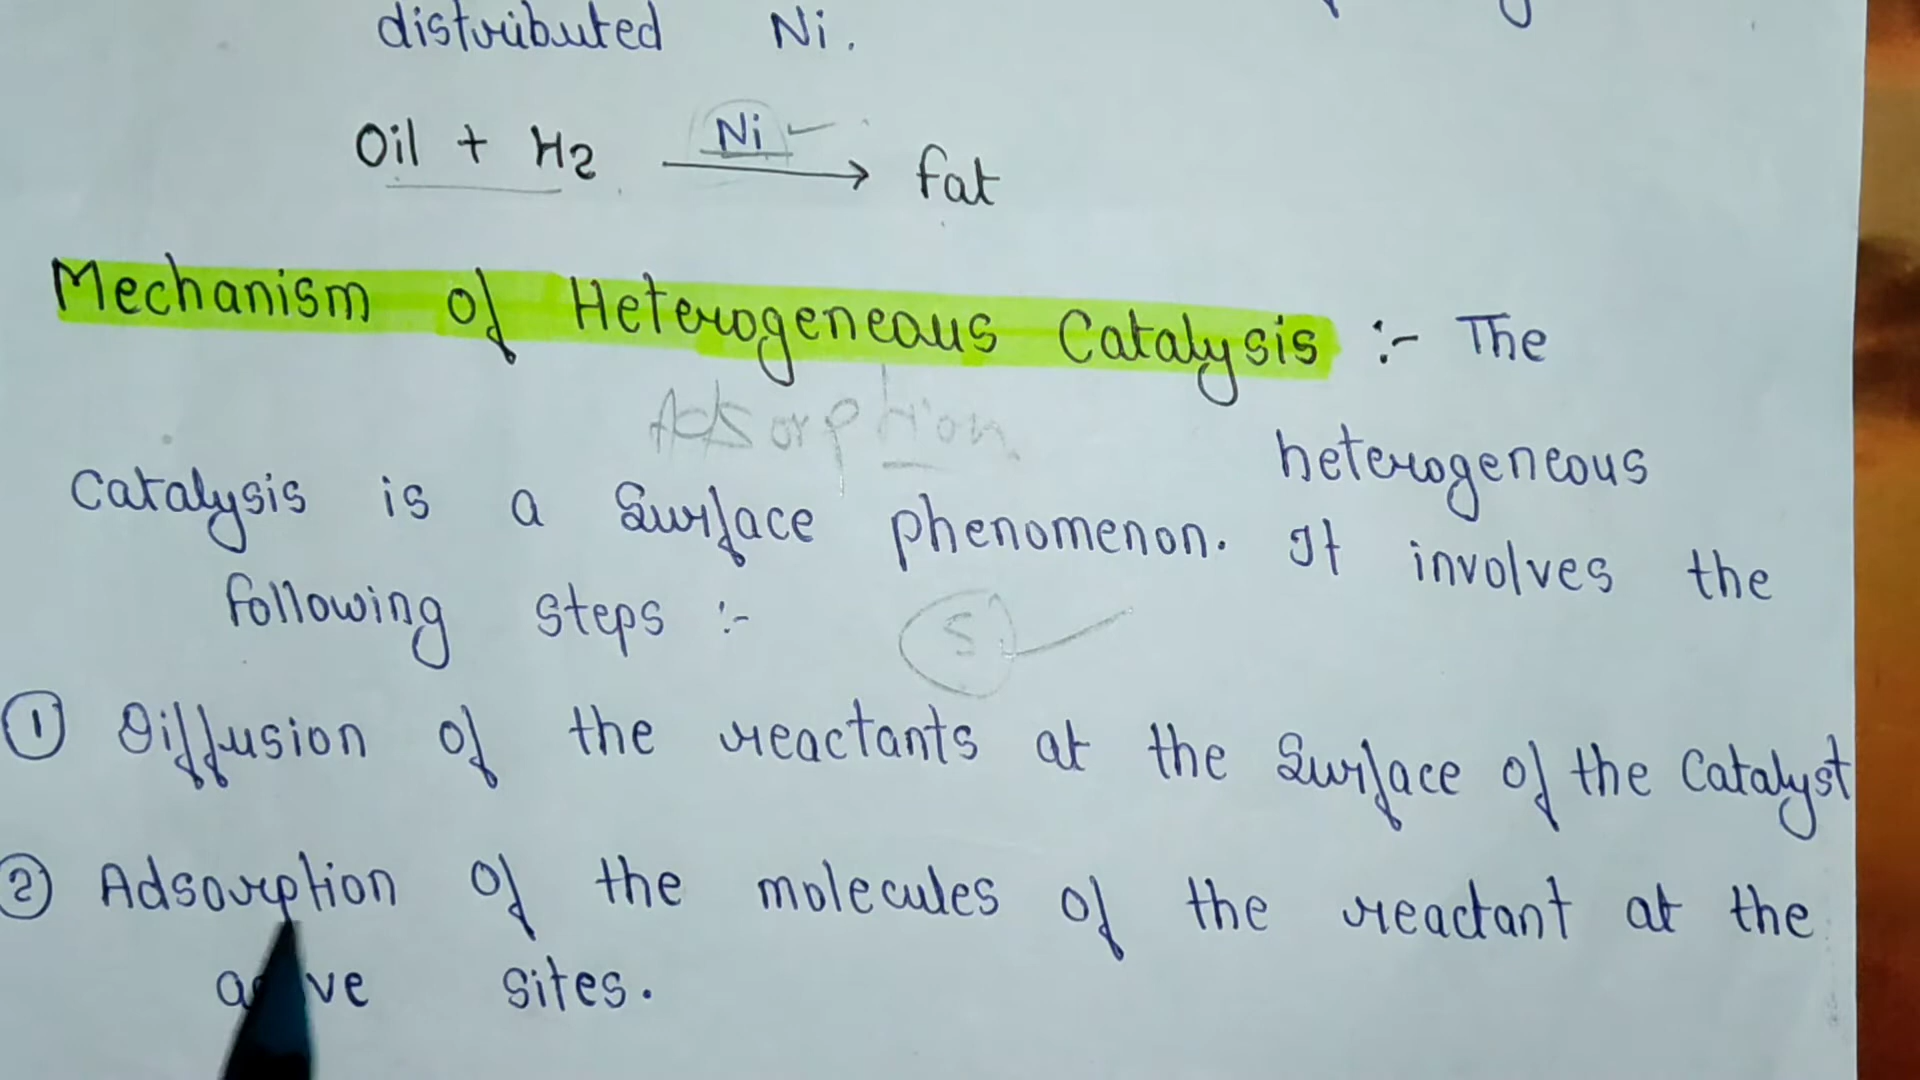 distributed Ni.
Oil + H2 Ni → fat
Mechanism of Heterogeneous Catalysis :- The
Adsorption
heterogeneous
Catalysis is a Surface phenomenon. It involves the
following steps :- 5
① Diffusion of the reactants at the Surface of the Catalyst
② Adsorption of the molecules of the reactant at the
sites.